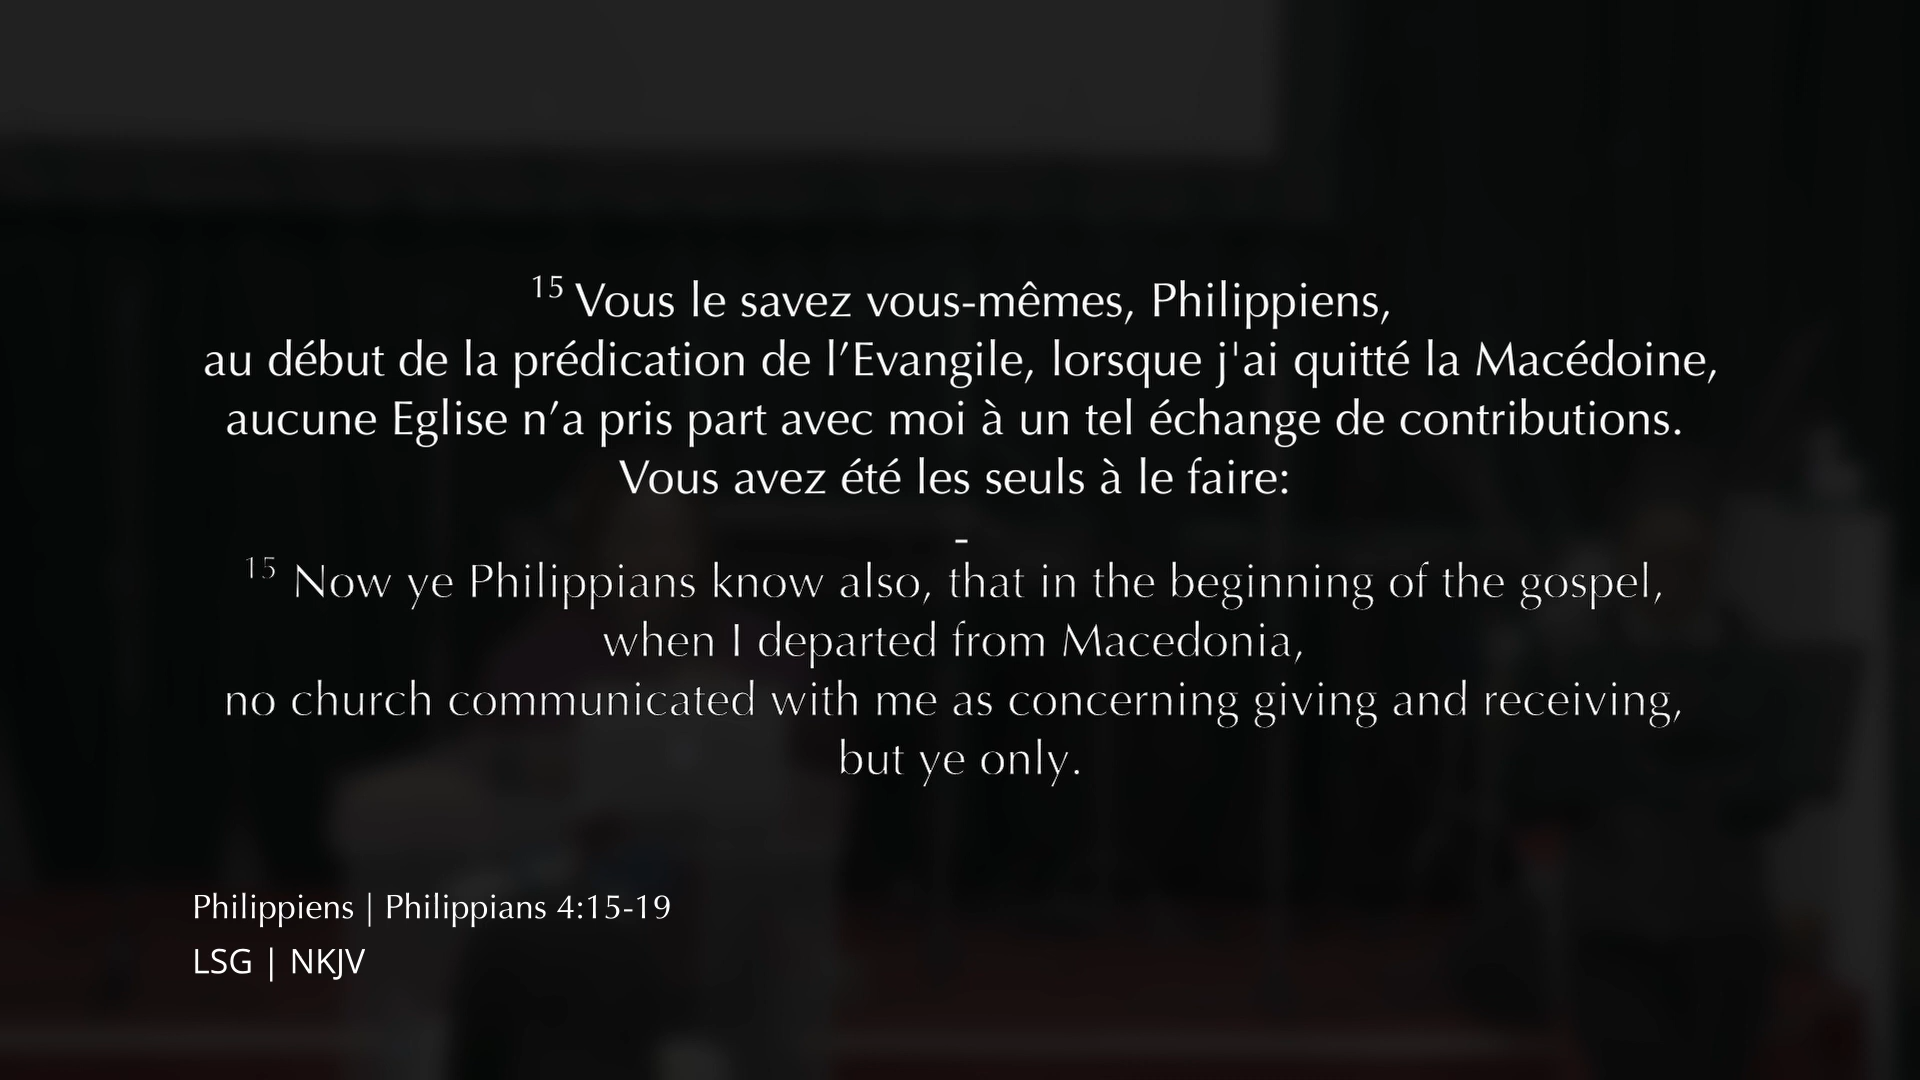 15 Vous le savez vous-mêmes, Philippiens,
au début de la prédication de l’Evangile, lorsque j'ai quitté la Macédoine,
aucune Eglise n’a pris part avec moi à un tel échange de contributions.
Vous avez été les seuls à le faire:
-
15 Now ye Philippians know also, that in the beginning of the gospel,
when I departed from Macedonia,
no church communicated with me as concerning giving and receiving,
but ye only.
Philippiens | Philippians 4:15-19
LSG | NKJV